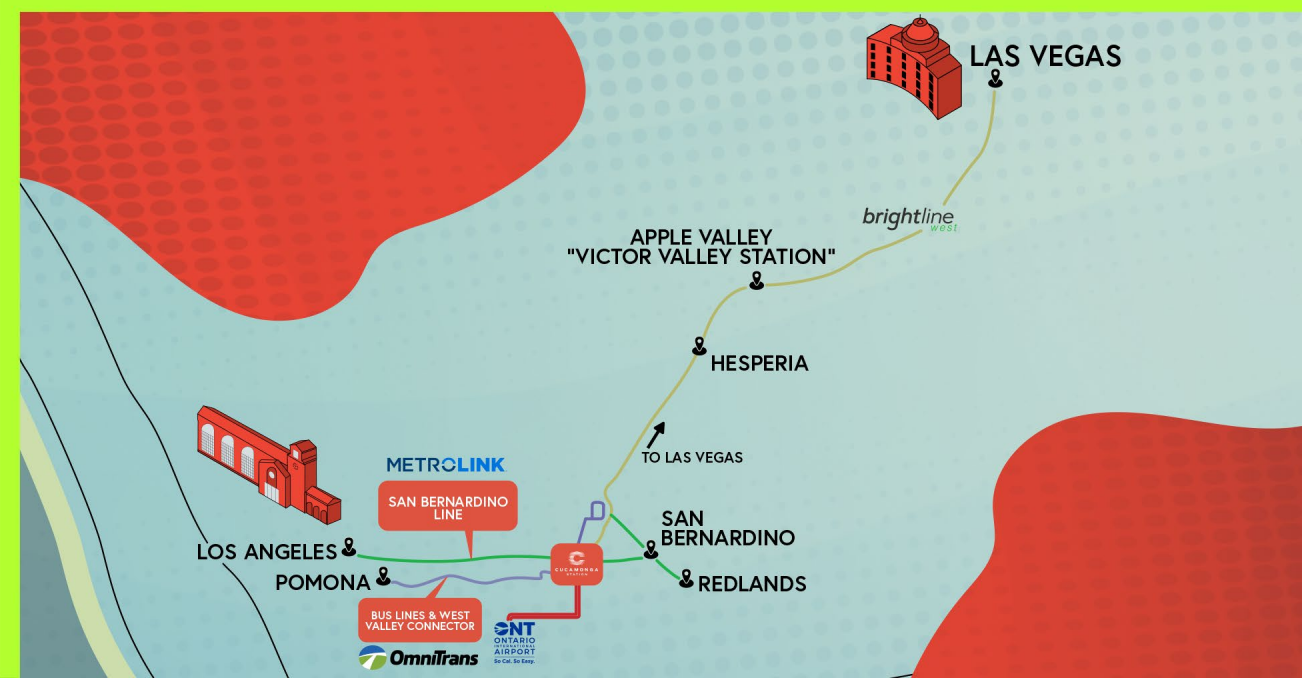 LAS VEGAS
brightline
west
APPLE VALLEY
"VICTOR VALLEY STATION"
HESPERIA
TO LAS VEGAS
METROLINK
SAN BERNARDINO
LINE
SAN
BERNARDINO
LOS ANGELES
CUCAMONGA
STATION
POMONA
REDLANDS
BUS LINES & WEST
VALLEY CONNECTOR
OmniTrans
ONT
ONTARIO
INTERNATIONAL
AIRPORT
So Cal. So Easy.